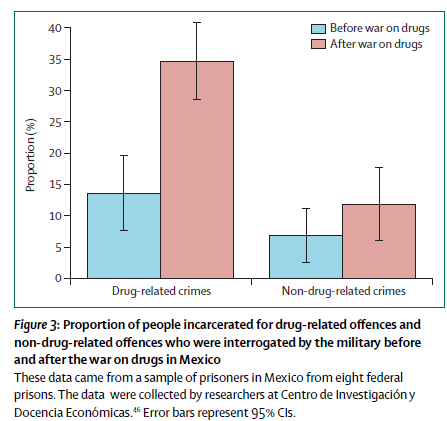 Before war on drugs
After war on drugs
40
35
30
25
20
15
10
5
0
Proportion (%)
Drug-related crimes
Non-drug-related crimes
Figure 3: Proportion of people incarcerated for drug-related offences and
non-drug-related offences who were interrogated by the military before
and after the war on drugs in Mexico
These data came from a sample of prisoners in Mexico from eight federal
prisons. The data were collected by researchers at Centro de Investigación y
Docencia Económicas.⁴⁶ Error bars represent 95% CIs.